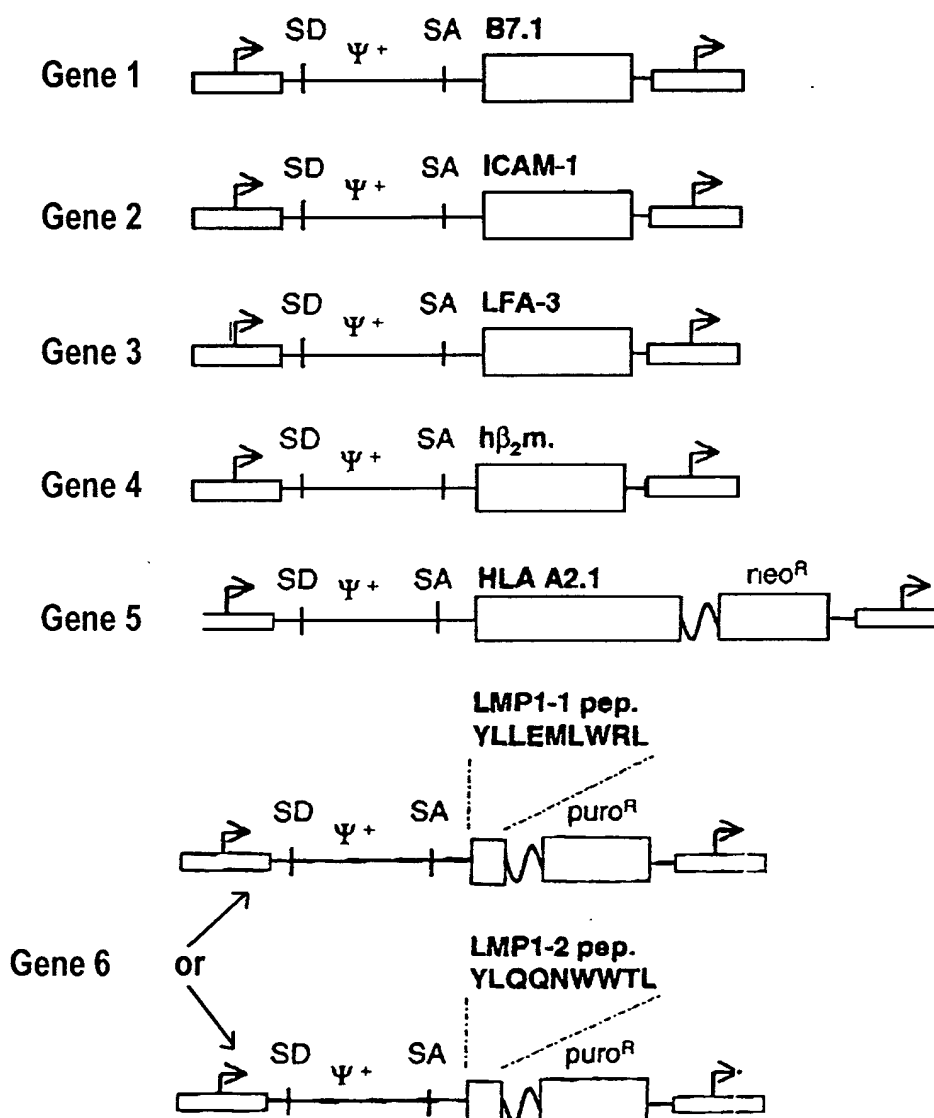 SD Ψ+ SA B7.1
Gene 1
SD Ψ+ SA ICAM-1
Gene 2
SD Ψ+ SA LFA-3
Gene 3
SD Ψ+ SA hβ₂m.
Gene 4
SD Ψ+ SA HLA A2.1 neoᴿ
Gene 5
LMP1-1 pep.
YLLEMLWRL
SD Ψ+ SA puroᴿ
Gene 6 or
LMP1-2 pep.
YLQQNWWTL
SD Ψ+ SA puroᴿ